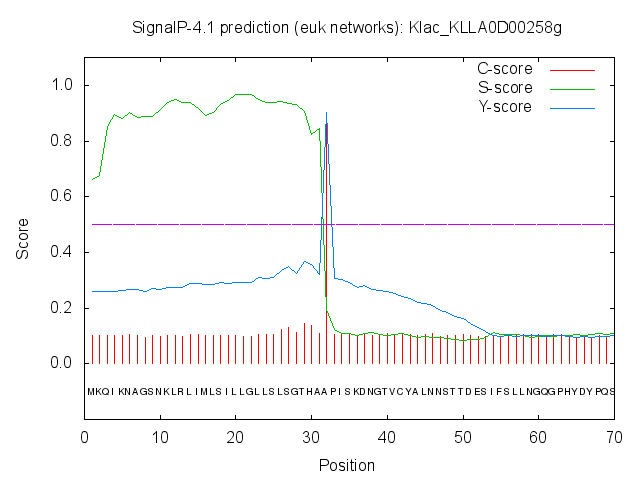 SignalP-4.1 prediction (euk networks): Klac_KLLA0D00258g
C-score
S-score
Y-score
1.0
0.8
0.6
0.4
0.2
0.0
Score
MKQIKNAGSNKLRLIMLSILLGLLSLSGTHAAPISKDNGTVCYALNNSTTDESIFSLLNGQGPHYDYPQS
0 10 20 30 40 50 60 70
Position